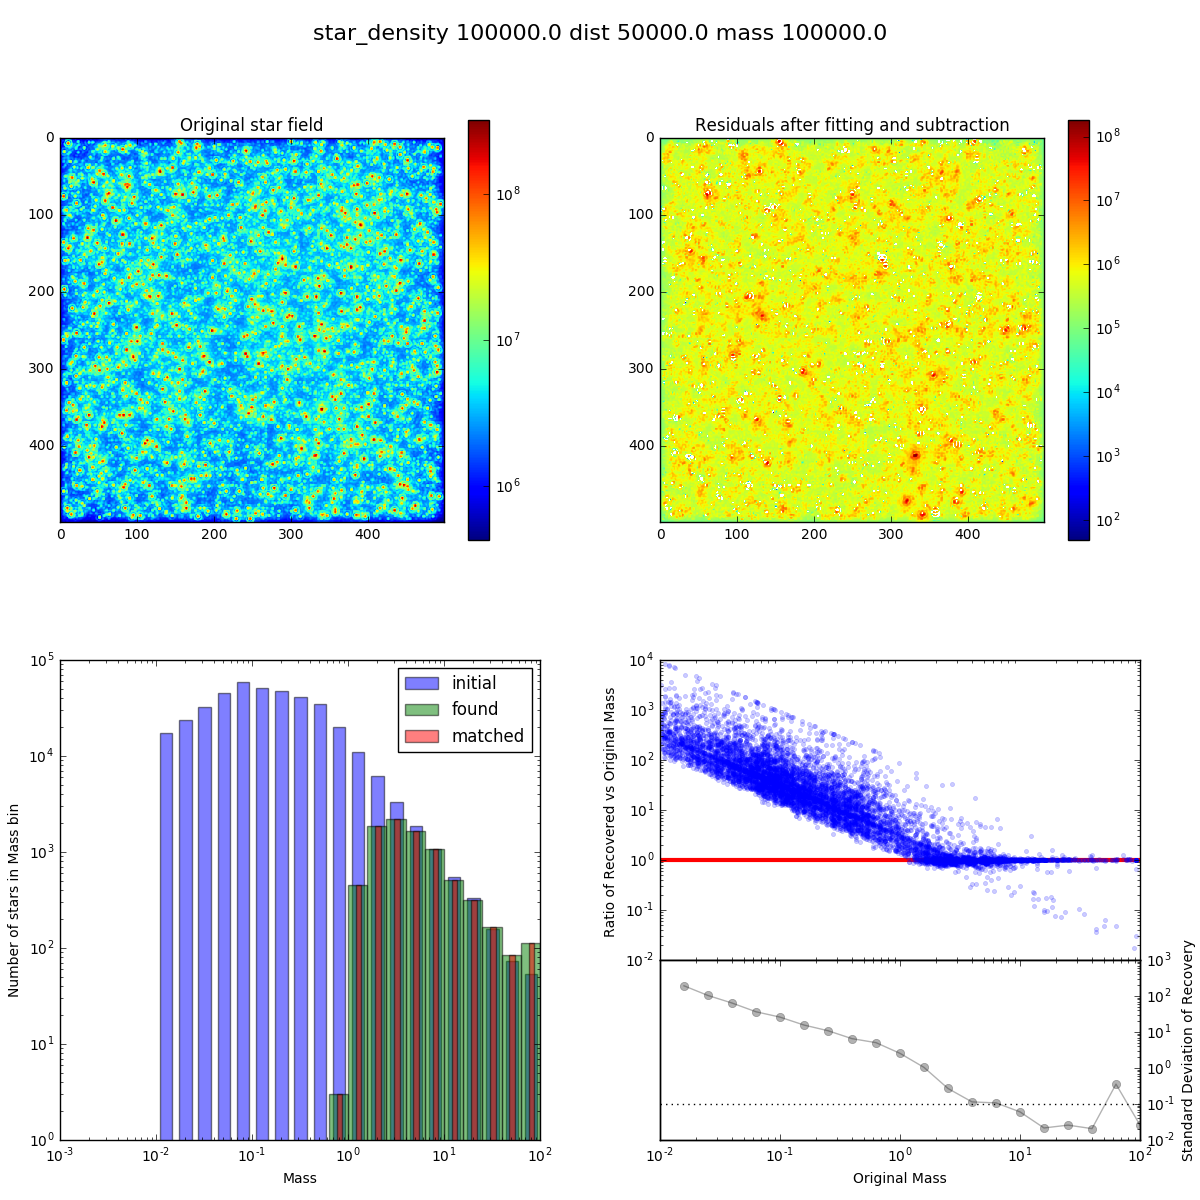 star_density 100000.0 dist 50000.0 mass 100000.0
Original star field
0
100
200
300
400
0 100 200 300 400
10^8
10^7
10^6
Residuals after fitting and subtraction
0
100
200
300
400
0 100 200 300 400
10^8
10^7
10^6
10^5
10^4
10^3
10^2
Number of stars in Mass bin
10^5
10^4
10^3
10^2
10^1
10^0
initial
found
matched
10^-3 10^-2 10^-1 10^0 10^1 10^2
Mass
Ratio of Recovered vs Original Mass
10^4
10^3
10^2
10^1
10^0
10^-1
10^-2
10^3
10^2
10^1
10^0
10^-1
10^-2
Standard Deviation of Recovery
10^-2 10^-1 10^0 10^1 10^2
Original Mass